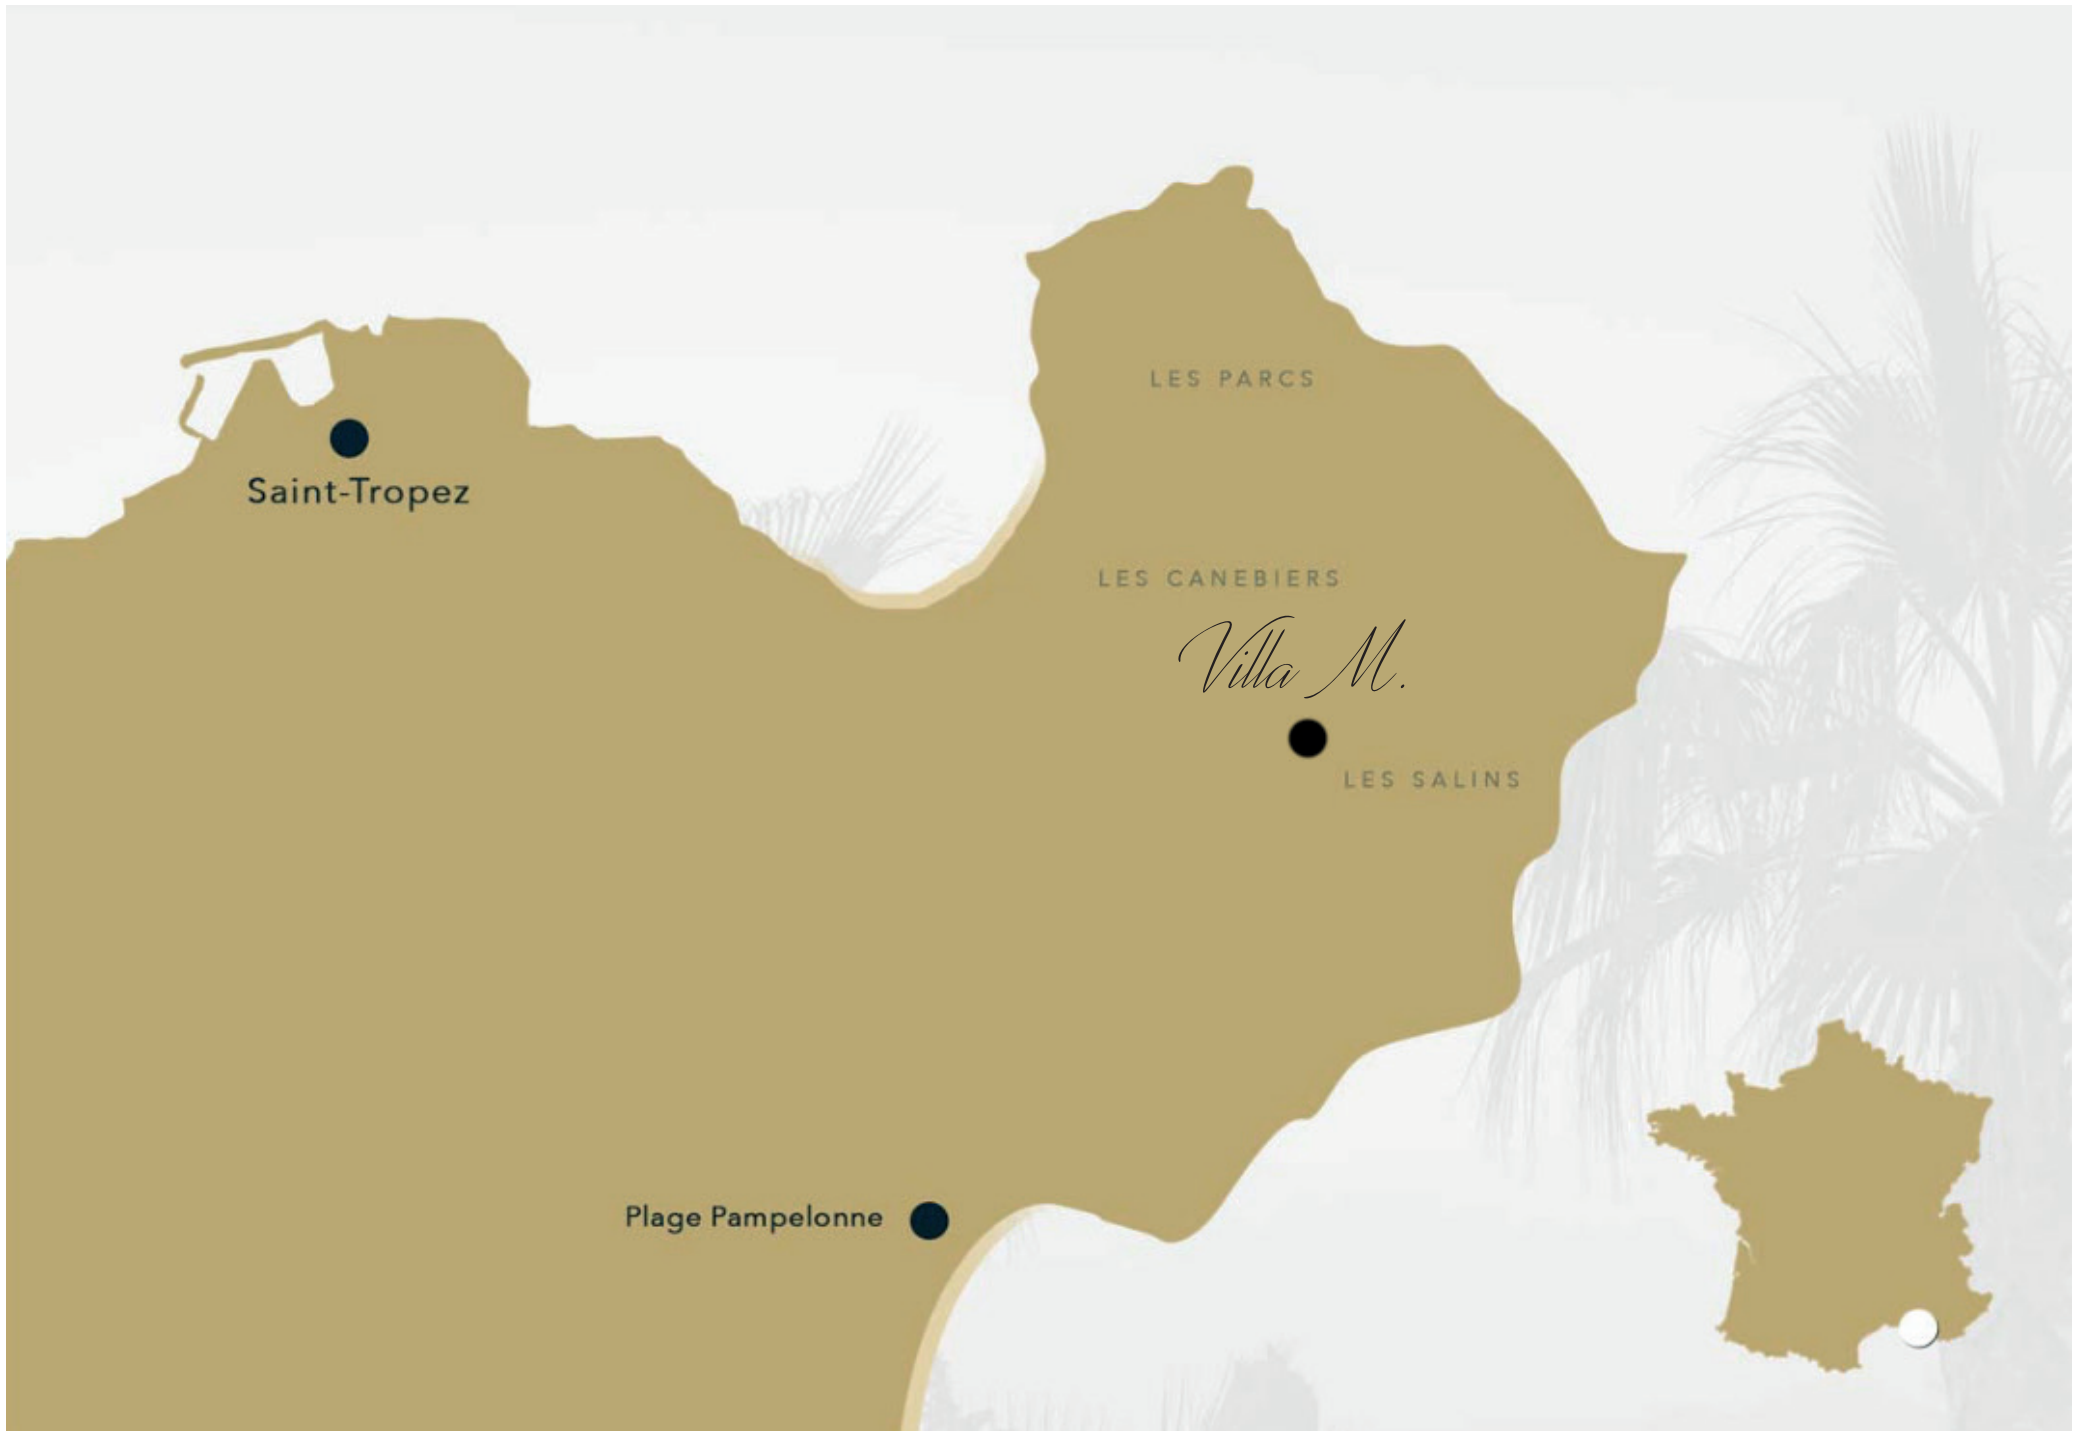 LES PARCS
Saint-Tropez
LES CANEBIERS
Villa M.
LES SALINS
Plage Pampelonne